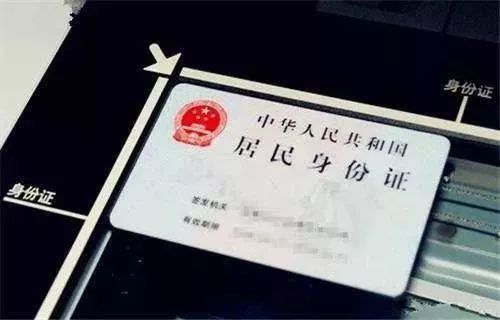 身份证
中华人民共和国
居民身份证
身份证
签发机关
有效期限